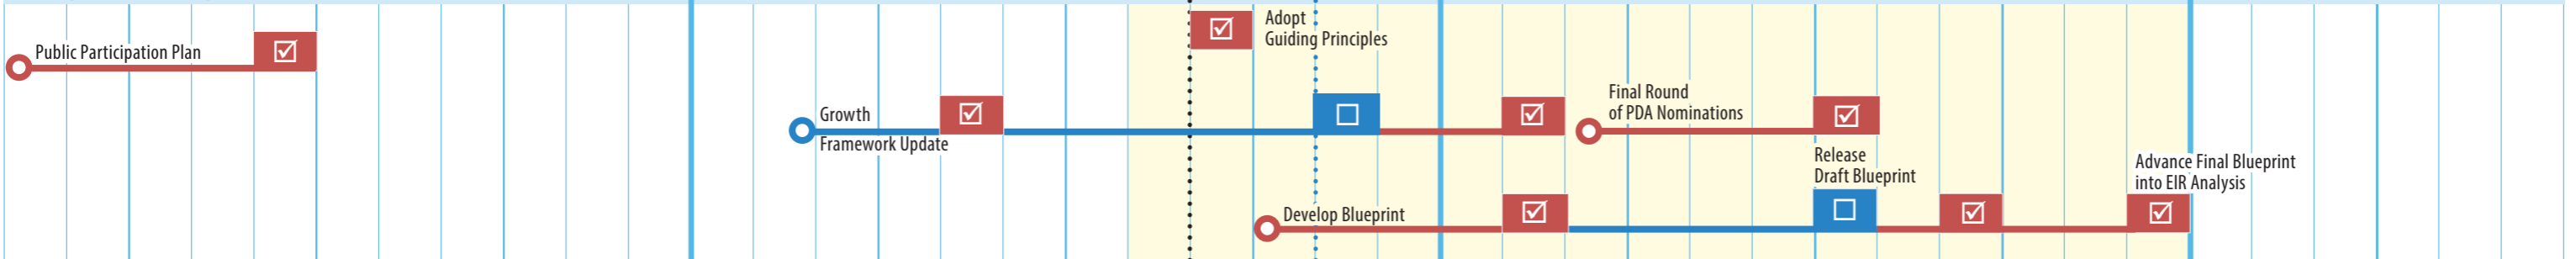 Adopt
Guiding Principles
Public Participation Plan
Growth
Framework Update
Final Round
of PDA Nominations
Release
Draft Blueprint
Advance Final Blueprint
into EIR Analysis
Develop Blueprint